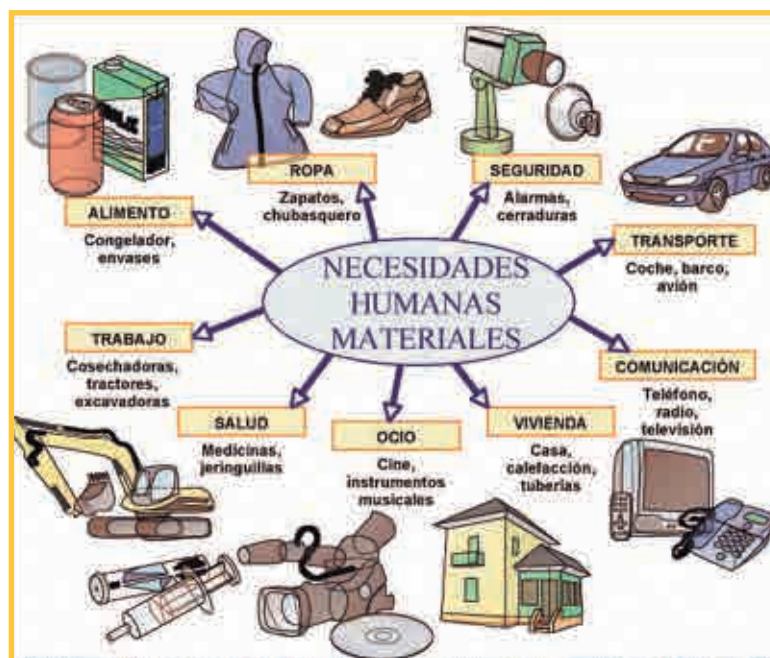 ROPA
Zapatos,
chubasquero
SEGURIDAD
Alarmas,
cerraduras
ALIMENTO
Congelador,
envases
TRANSPORTE
Coche, barco,
avión
NECESIDADES
HUMANAS
MATERIALES
TRABAJO
Cosechadoras,
tractores,
excavadoras
COMUNICACIÓN
Teléfono,
radio,
televisión
SALUD
Medicinas,
jeringuillas
OCIO
Cine,
instrumentos
musicales
VIVIENDA
Casa,
calefacción,
tuberías